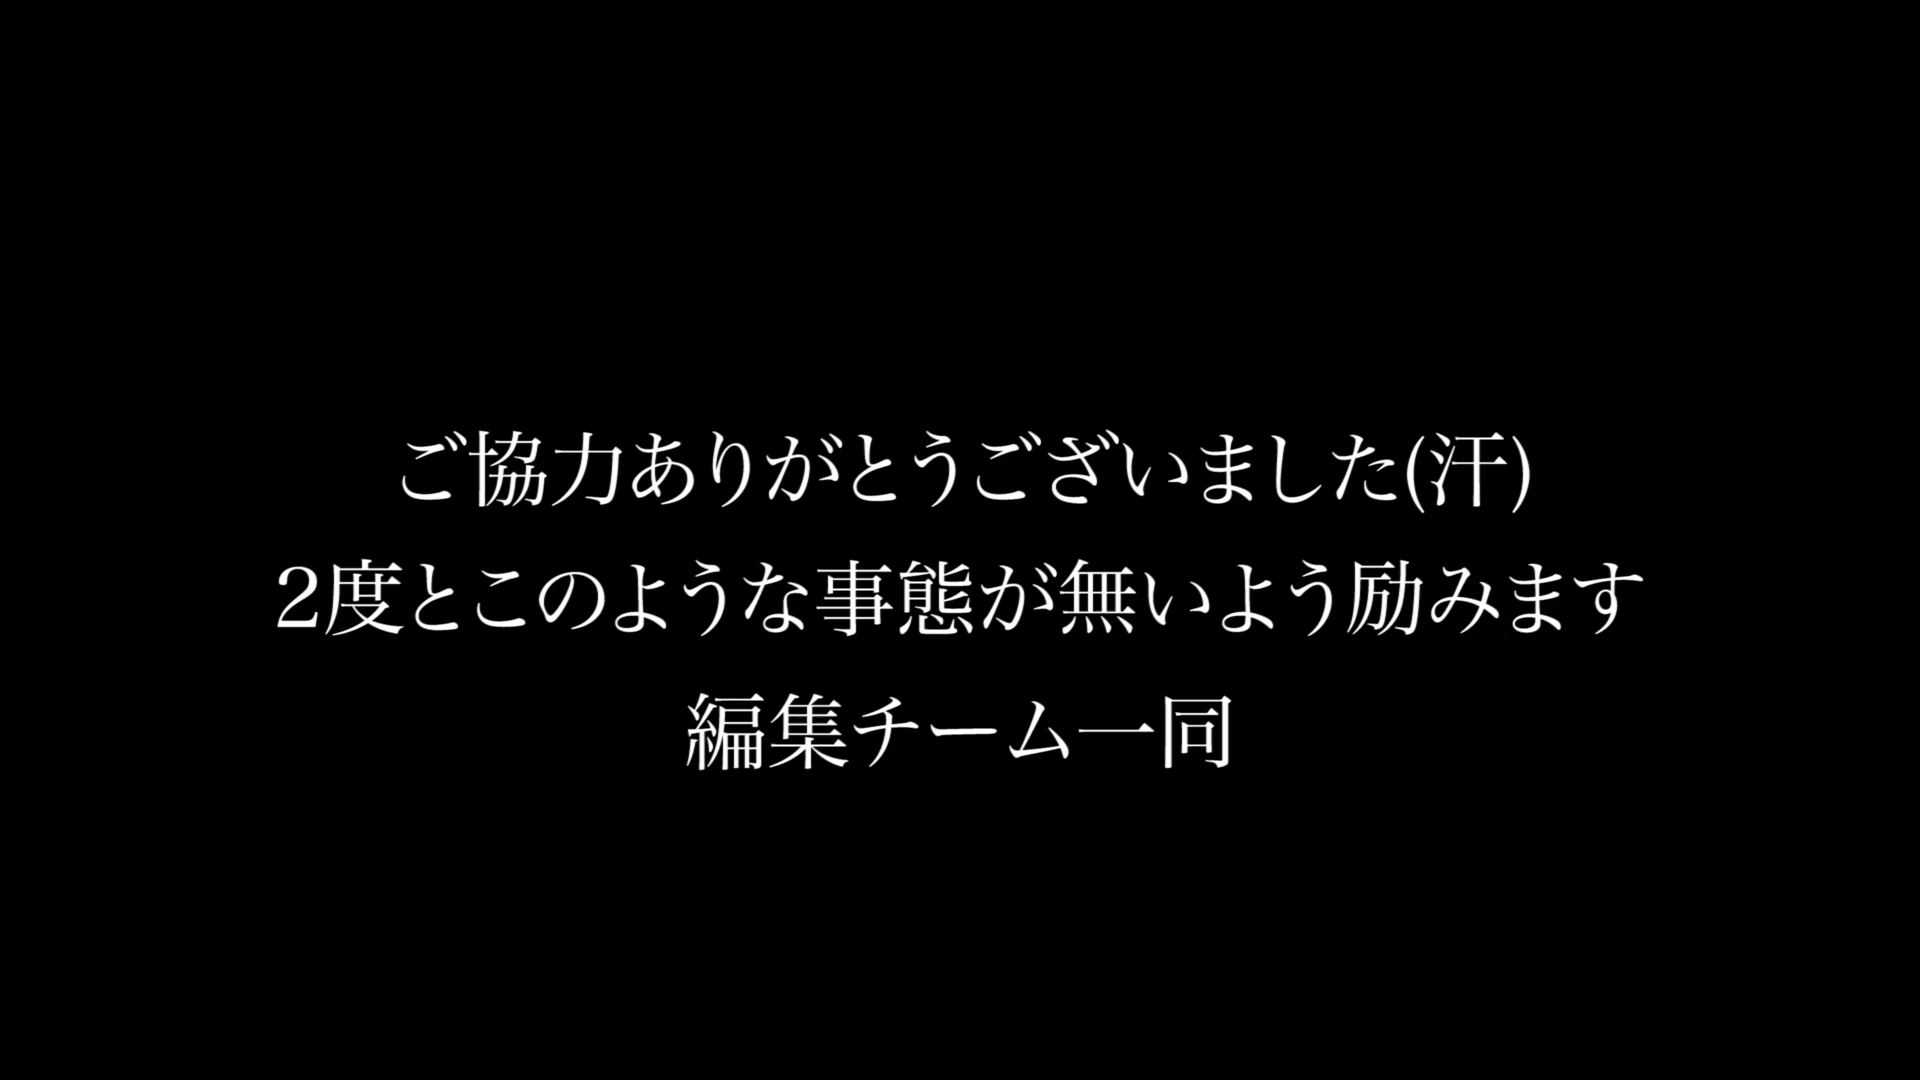 ご協力ありがとうございました(汗)
2度とこのような事態が無いよう励みます
編集チーム一同